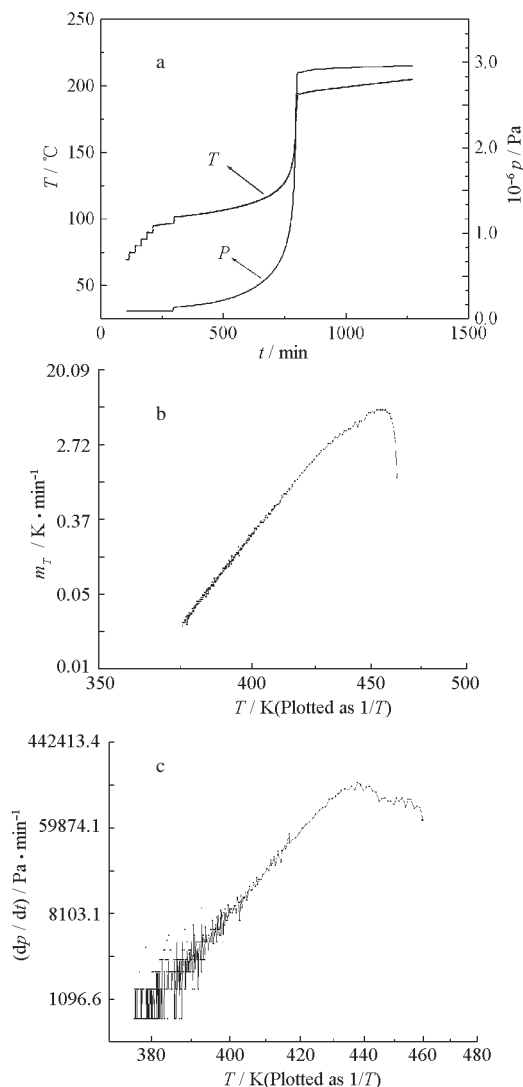 a
250
200
150
100
50
T / °C
3.0
2.0
1.0
0.0
10⁻⁶ p / Pa
T
P
0
500
1000
1500
t / min
b
20.09
2.72
0.37
0.05
0.01
m_T / K • min⁻¹
350
400
450
500
T / K(Plotted as 1/T)
c
442413.4
59874.1
8103.1
1096.6
(dp / dt) / Pa • min⁻¹
380
400
420
440
460
480
T / K(Plotted as 1/T)